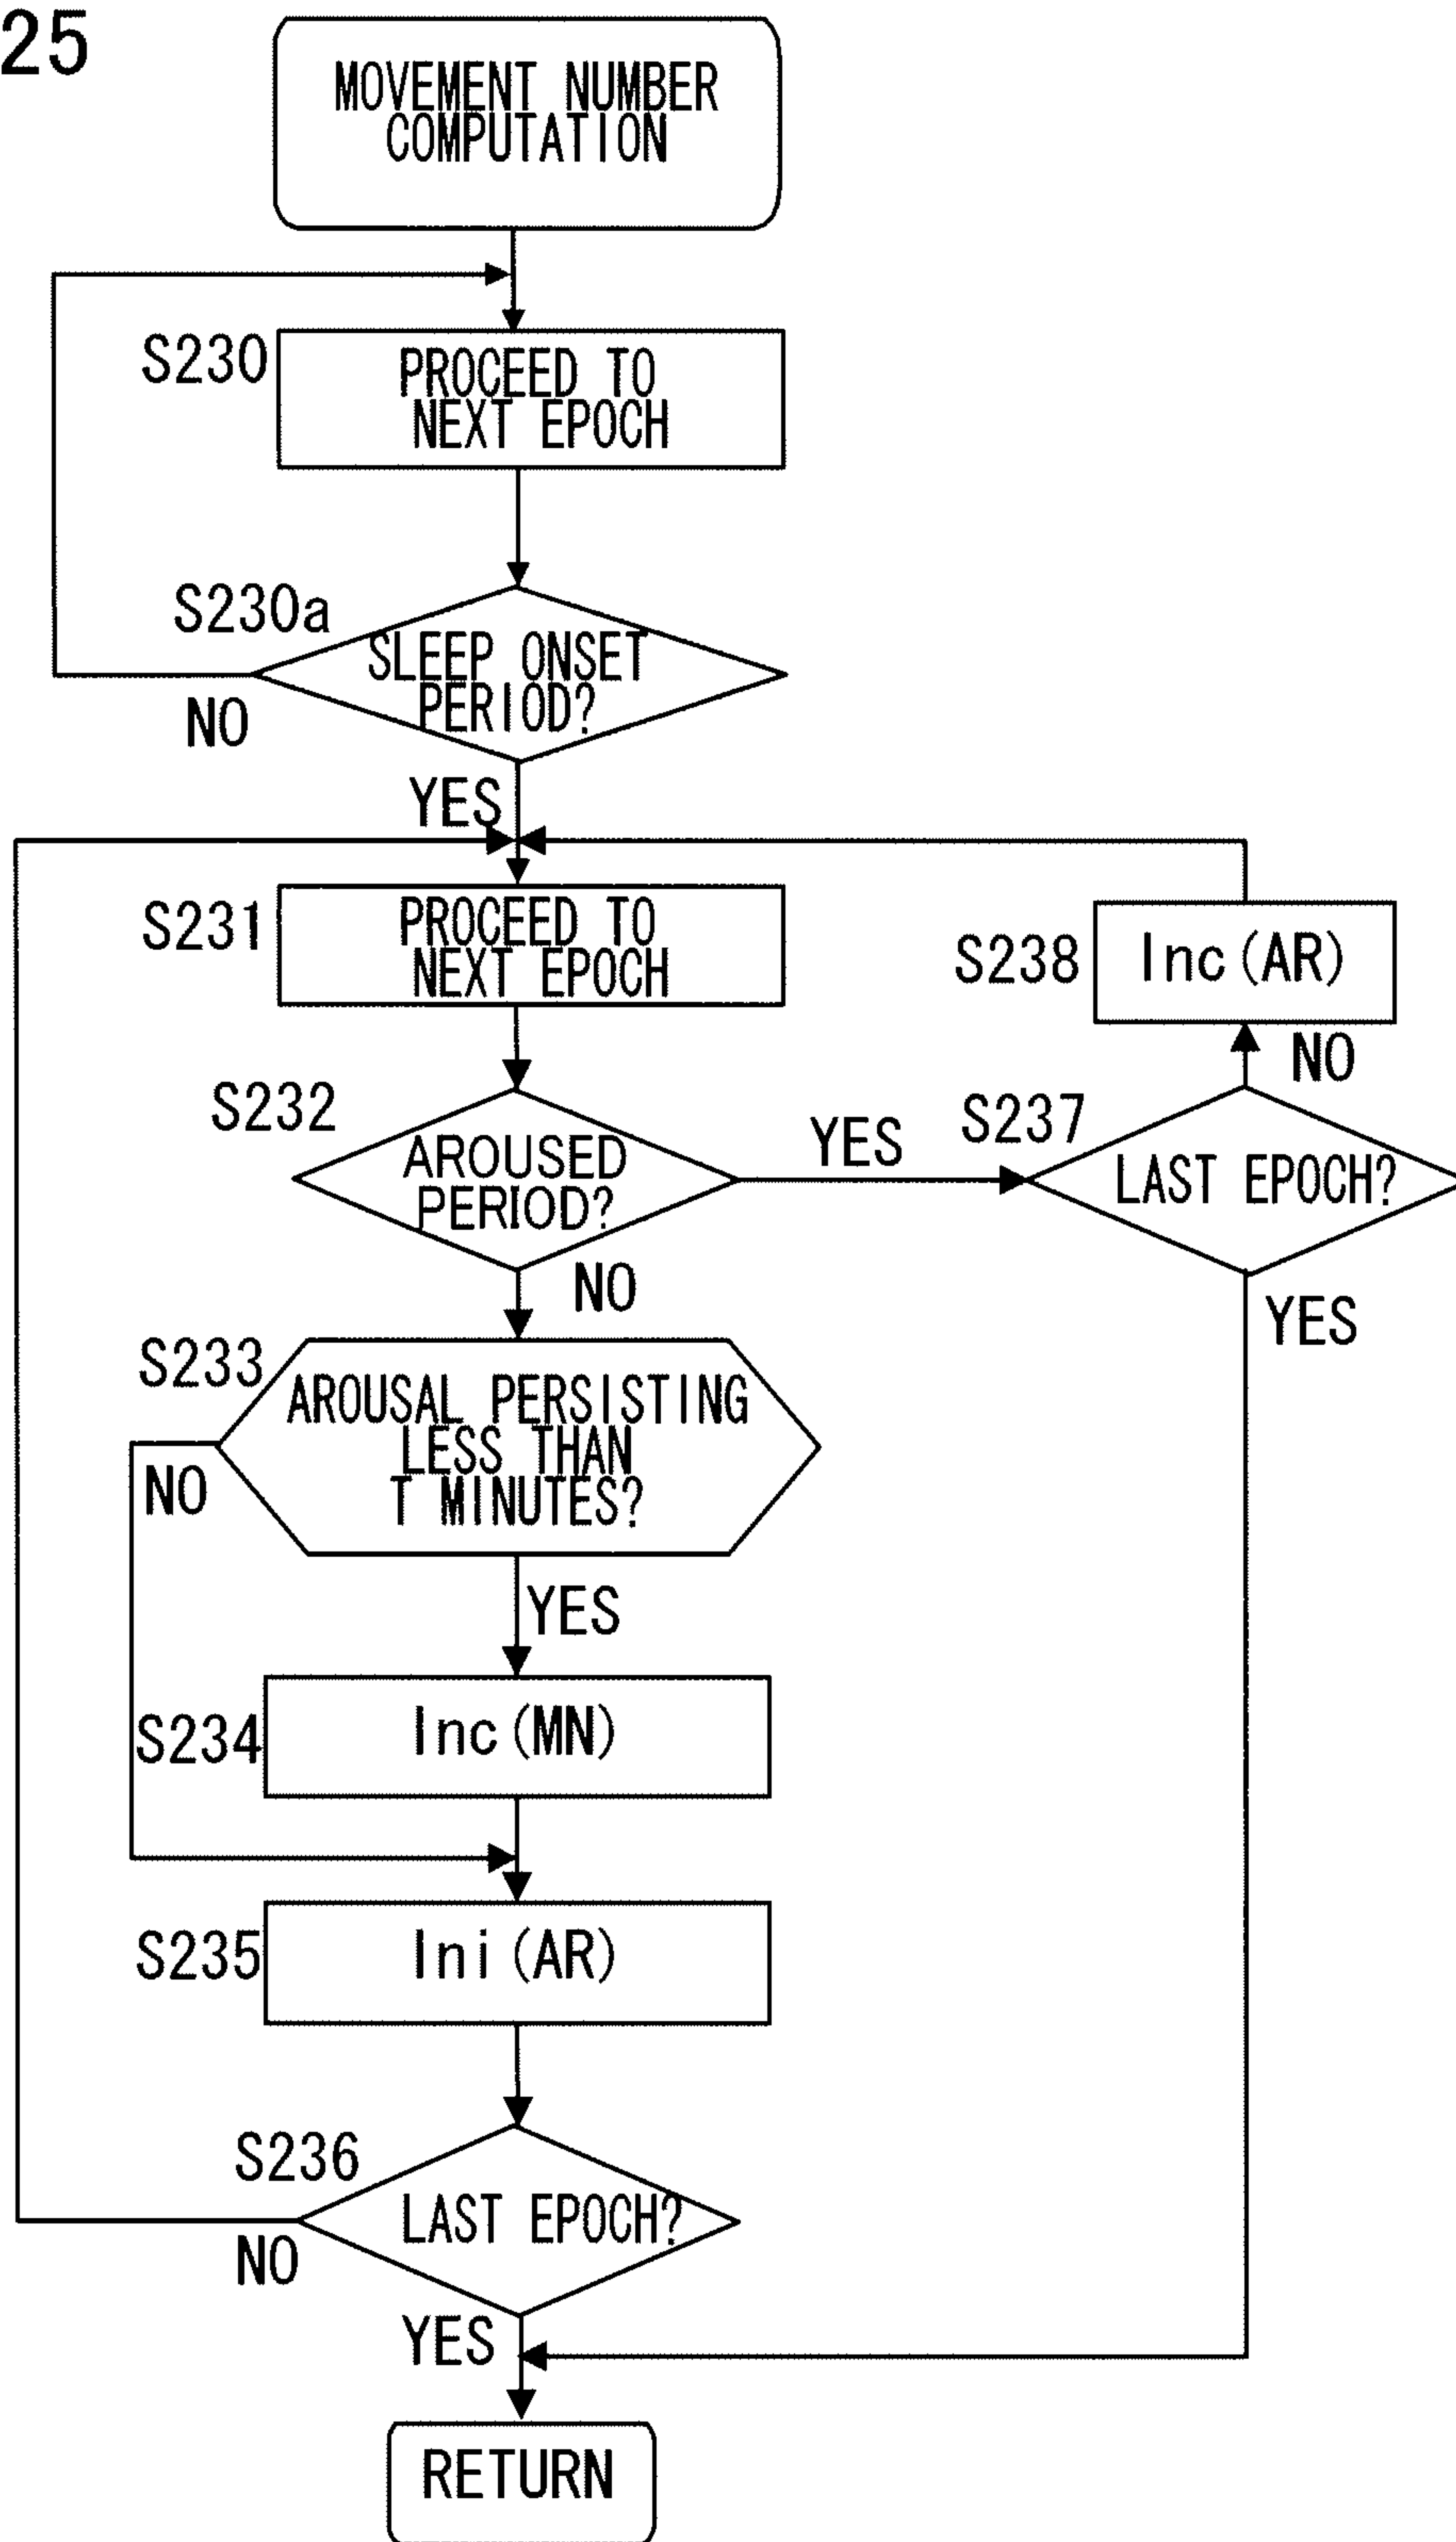 25
MOVEMENT NUMBER
COMPUTATION
S230
PROCEED TO
NEXT EPOCH
S230a
SLEEP ONSET
PERIOD?
NO
YES
S231
PROCEED TO
NEXT EPOCH
S238
Inc(AR)
NO
S232
AROUSED
PERIOD?
YES
S237
LAST EPOCH?
NO
YES
S233
AROUSAL PERSISTING
LESS THAN
T MINUTES?
NO
YES
S234
Inc(MN)
S235
Ini(AR)
S236
LAST EPOCH?
NO
YES
RETURN